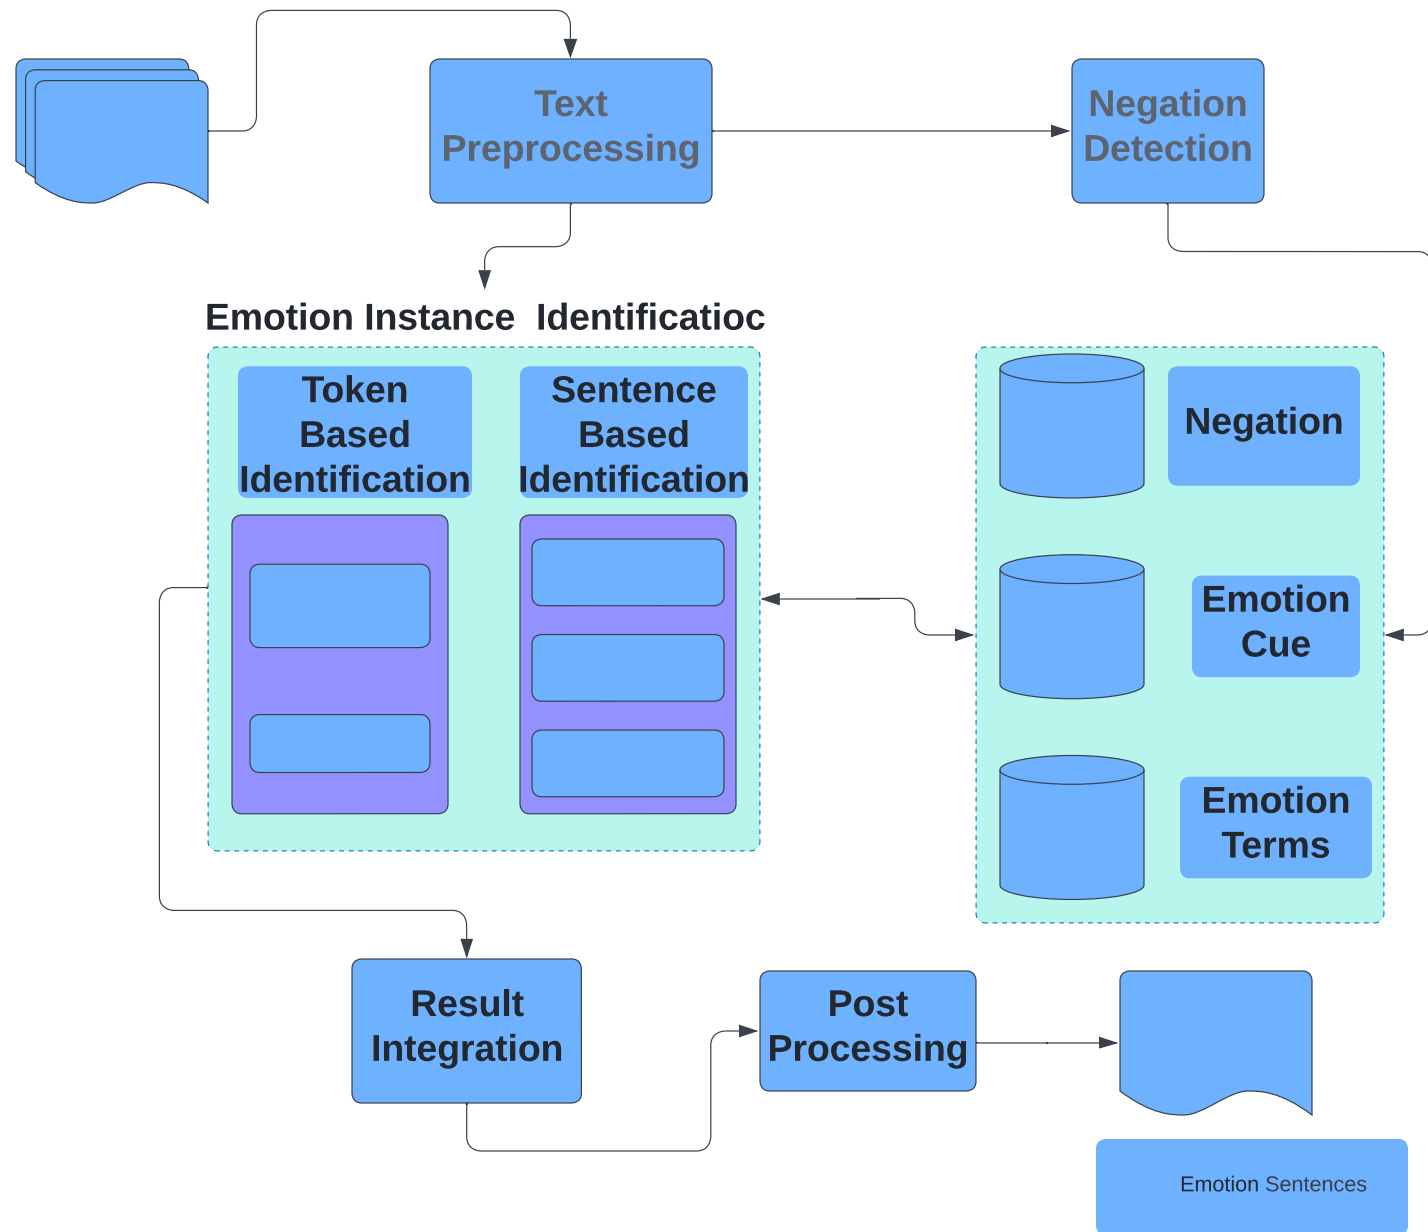 Text
Preprocessing
Negation
Detection
Emotion Instance  Identificatioc
Token
Based
Identification
Sentence
Based
Identification
Negation
Emotion
Cue
Emotion
Terms
Result
Integration
Post
Processing
Emotion Sentences